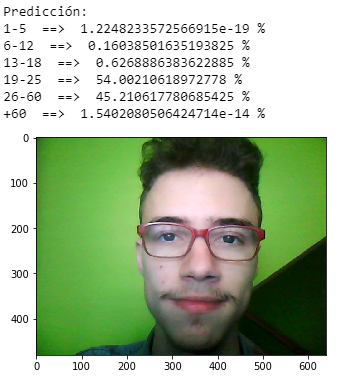 Predicción:
1-5 ==> 1.2248233572566915e-19 %
6-12 ==> 0.16038501635193825 %
13-18 ==> 0.6268886383622885 %
19-25 ==> 54.00210618972778 %
26-60 ==> 45.210617780685425 %
+60 ==> 1.5402080506424714e-14 %
0
100
200
300
400
0 100 200 300 400 500 600